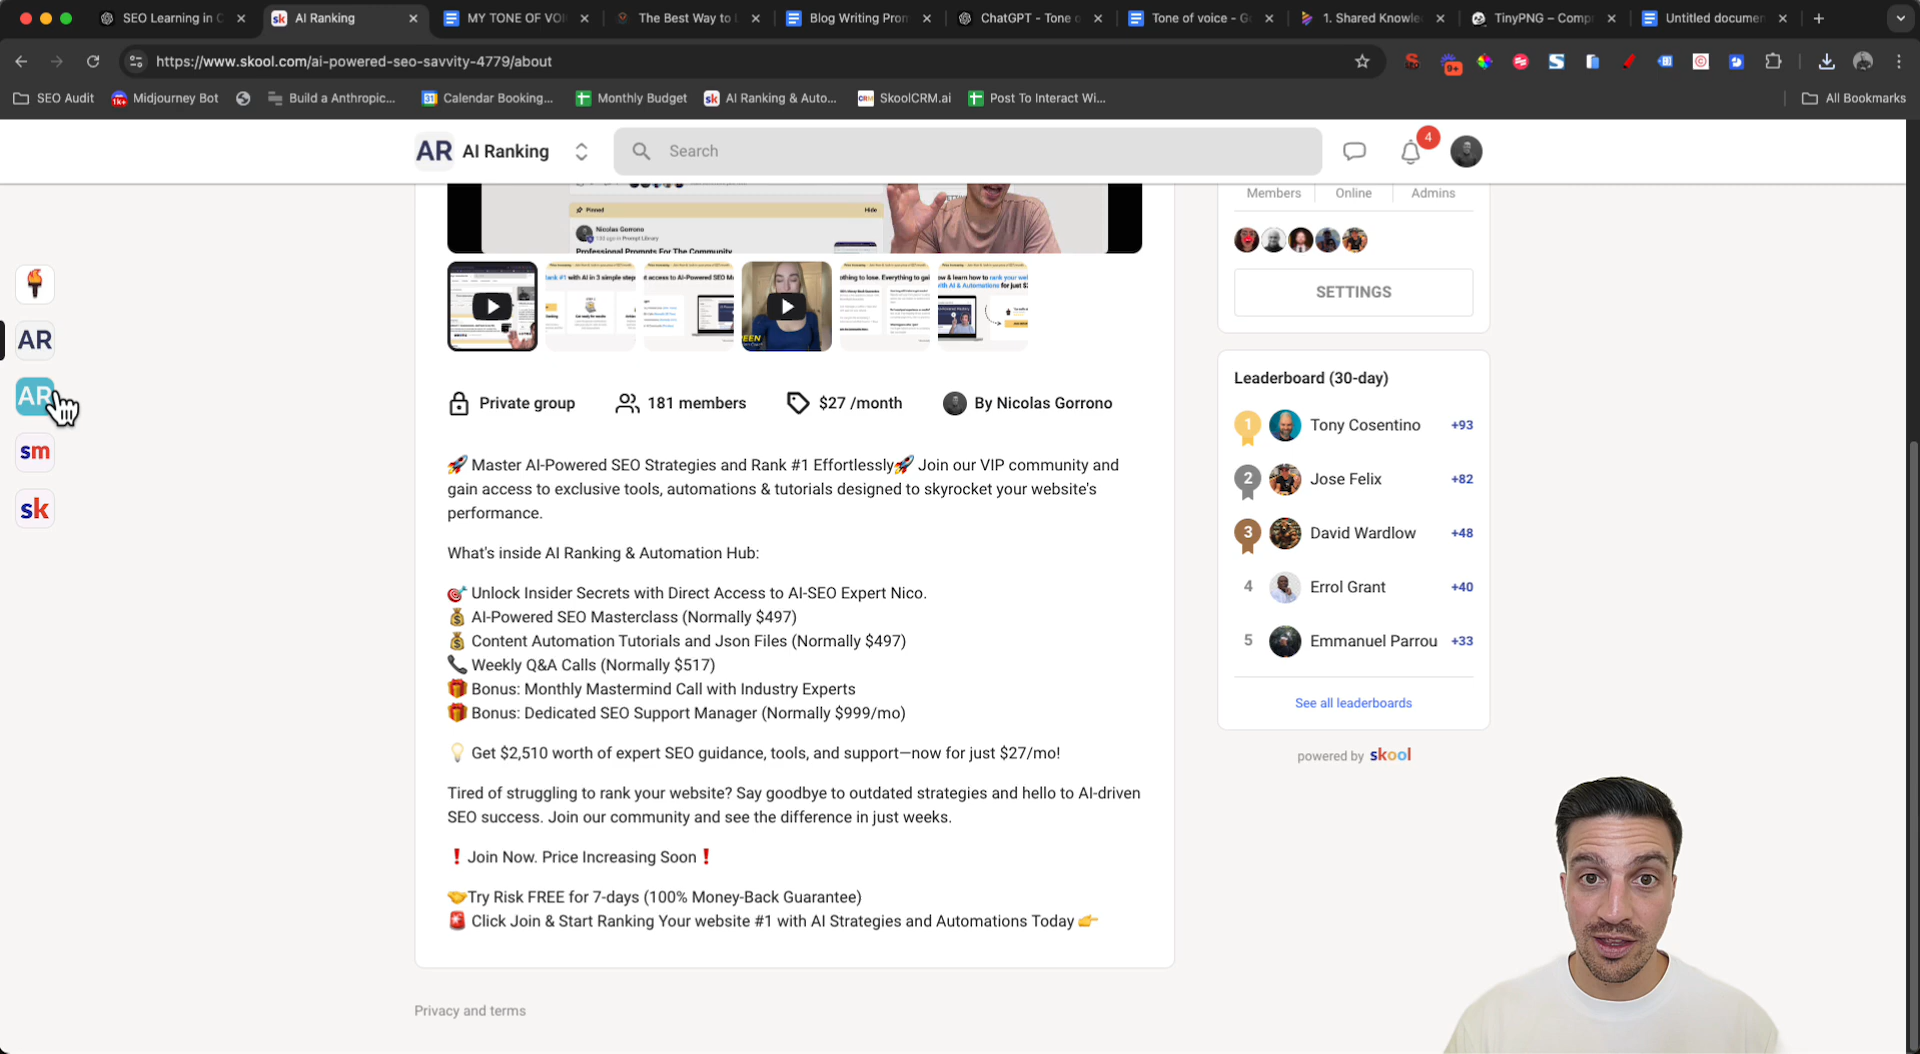 SEO Learning in C
AI Ranking
MY TONE OF VOI
The Best Way to L
Blog Writing Pron
ChatGPT - Tone o
Tone of voice - Go
1. Shared Knowle
TinyPNG – Comp
Untitled documen
https://www.skool.com/ai-powered-seo-savvity-4779/about
9+
SEO Audit
Midjourney Bot
Build a Anthropic...
Calendar Booking...
Monthly Budget
AI Ranking & Auto...
SkoolCRM.ai
Post To Interact Wi...
All Bookmarks
AR
AI Ranking
Search
4
Members
Online
Admins
Pinned
Hide
Nicolas Gorrono
Professional Prompts For The Community
SETTINGS
AR
AR
sm
sk
Private group
181 members
$27 /month
By Nicolas Gorrono
🚀 Master AI-Powered SEO Strategies and Rank #1 Effortlessly🚀 Join our VIP community and
gain access to exclusive tools, automations & tutorials designed to skyrocket your website's
performance.
What's inside AI Ranking & Automation Hub:
🎯 Unlock Insider Secrets with Direct Access to AI-SEO Expert Nico.
💰 AI-Powered SEO Masterclass (Normally $497)
💰 Content Automation Tutorials and Json Files (Normally $497)
📞 Weekly Q&A Calls (Normally $517)
🎁 Bonus: Monthly Mastermind Call with Industry Experts
🎁 Bonus: Dedicated SEO Support Manager (Normally $999/mo)
💡 Get $2,510 worth of expert SEO guidance, tools, and support—now for just $27/mo!
Tired of struggling to rank your website? Say goodbye to outdated strategies and hello to AI-driven
SEO success. Join our community and see the difference in just weeks.
❗ Join Now. Price Increasing Soon ❗
🤝Try Risk FREE for 7-days (100% Money-Back Guarantee)
🚨 Click Join & Start Ranking Your website #1 with AI Strategies and Automations Today 👉
Leaderboard (30-day)
1 Tony Cosentino +93
2 Jose Felix +82
3 David Wardlow +48
4 Errol Grant +40
5 Emmanuel Parrou +33
See all leaderboards
powered by skool
Privacy and terms